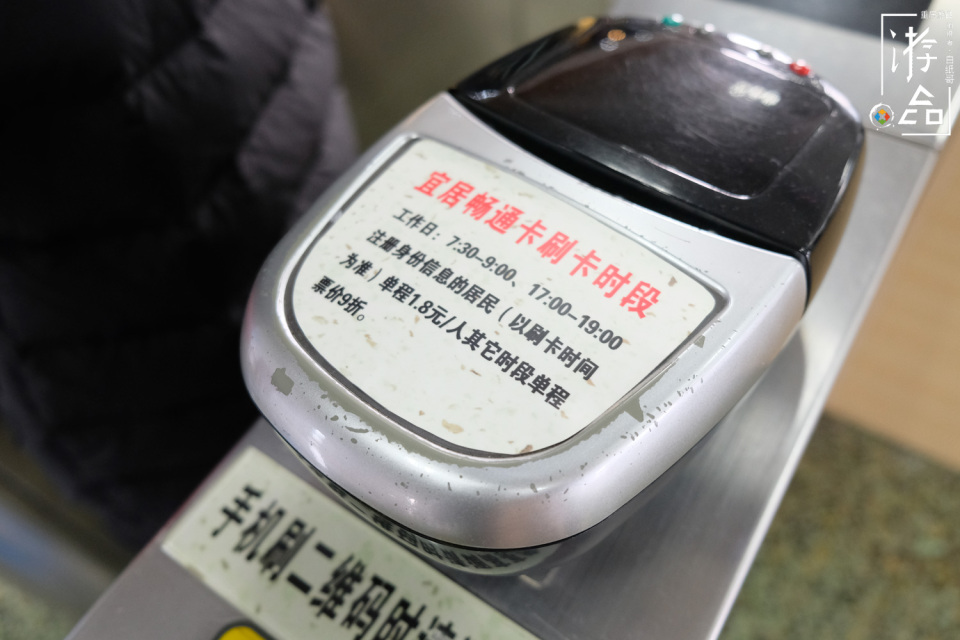 宜居畅通卡刷卡时段
工作日：7:30-9:00、17:00-19:00
注册身份信息的居民（以刷卡时间
为准）单程1.8元/人其它时段单程
票价9折。
手机置二维码
游合